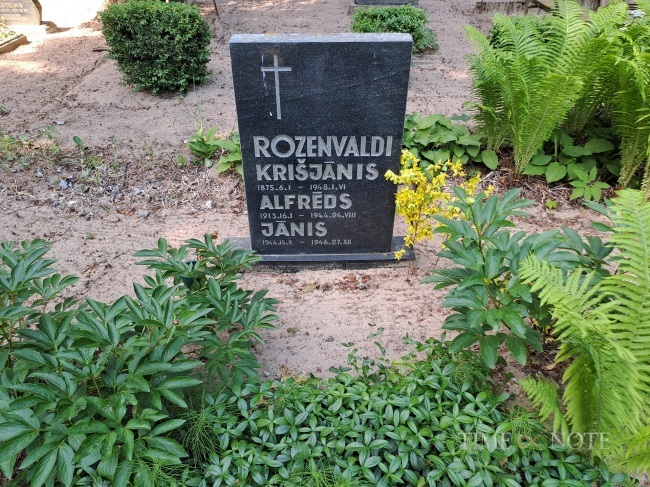 ROZENVALDI
KRIŠJĀNIS
1875.6.I - 1948.1.VI
ALFRĒDS
1913.16.I - 1944.24.VIII
JĀNIS
1944.15.X - 1946.27.XII
TIME NOTE